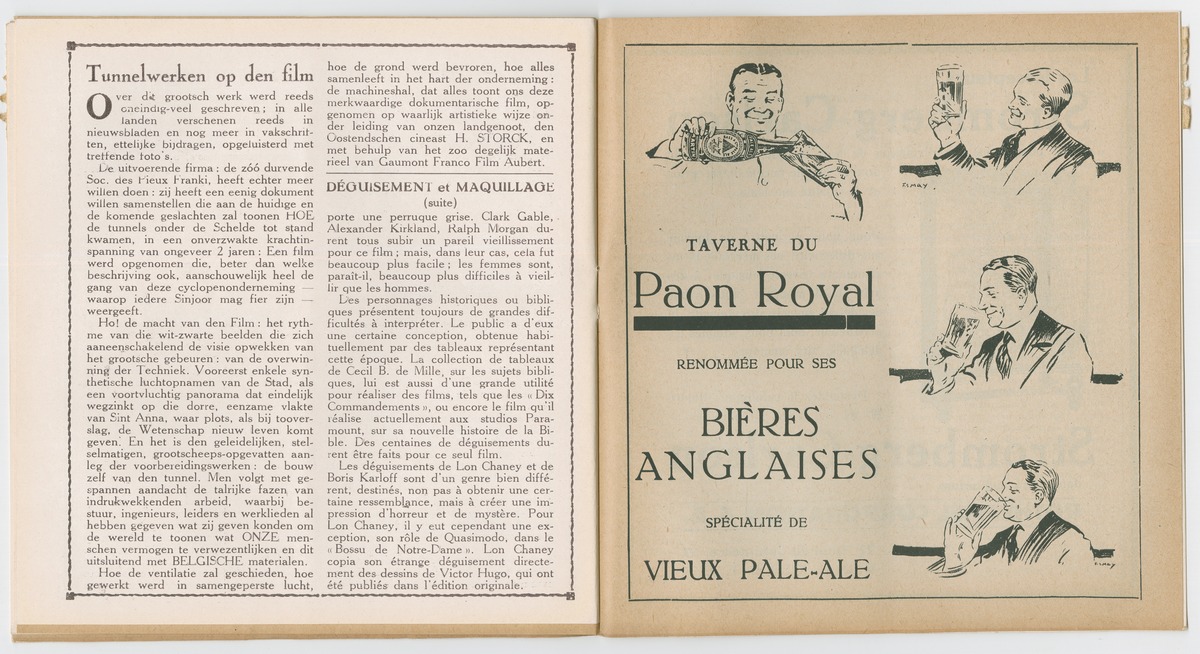 Tunnelwerken op den film
Over dit grootsch werk werd reeds
oneindig-veel geschreven; in alle
landen verschenen reeds in
nieuwsbladen en nog meer in vakschrif-
ten, ettelijke bijdragen, opgeluisterd met
treffende foto's.
De uitvoerende firma: de zóó durvende
Soc. des Pieux Franki, heeft echter meer
willen doen: zij heeft een eenig dokument
willen samenstellen die aan de huidige en
de komende geslachten zal toonen HOE
de tunnels onder de Schelde tot stand
kwamen, in een onverzwakte krachtin-
spanning van ongeveer 2 jaren; Een film
werd opgenomen die, beter dan welke
beschrijving ook, aanschouwelijk heel de
gang van deze cyclopenonderneming —
waarop iedere Sinjoor mag fier zijn —
weergeeft.
Ho! de macht van den Film: het ryth-
me van die wit-zwarte beelden die zich
aaneenschakelend de visie opwekken van
het grootsche gebeuren: van de overwin-
ning der Techniek. Vooreerst enkele syn-
thetische luchtopnamen van de Stad, als
een voortvluchtig panorama dat eindelijk
wegzinkt op die dorre, eenzame vlakte
van Sint Anna, waar plots, als bij toover-
slag, de Wetenschap nieuw leven komt
geven. En het is den geleidelijken, stel-
selmatigen, grootscheeps-opgevatten aan-
leg der voorbereidingswerken: de bouw
zelf van den tunnel. Men volgt met ge-
spannen aandacht de talrijke fazen van
indrukwekkenden arbeid, waarbij be-
stuur, ingenieurs, leiders en werklieden al
hebben gegeven wat zij geven konden om
de wereld te toonen wat ONZE men-
schen vermogen te verwezentlijken en dit
uitsluitend met BELGISCHE materialen.
Hoe de ventilatie zal geschieden, hoe
gewerkt werd in samengeperste lucht,
hoe de grond werd bevroren, hoe alles
samenleeft in het hart der onderneming:
de machineshal, dat alles toont ons deze
merkwaardige dokumentarische film, op-
genomen op waarlijk artistieke wijze on-
der leiding van onzen landgenoot, den
Oostendschen cineast H. STORCK, en
met behulp van het zoo degelijk mate-
rieel van Gaumont Franco Film Aubert.
DÉGUISEMENT et MAQUILLAGE
(suite)
porte une perruque grise. Clark Gable,
Alexander Kirkland, Ralph Morgan du-
rent tous subir un pareil vieillissement
pour ce film; mais, dans leur cas, cela fut
beaucoup plus facile; les femmes sont,
paraît-il, beaucoup plus difficiles à vieil-
lir que les hommes.
Des personnages historiques ou bibli-
ques présentent toujours de grandes dif-
ficultés à interpréter. Le public a d'eux
une certaine conception, obtenue habi-
tuellement par des tableaux représentant
cette époque. La collection de tableaux
de Cecil B. de Mille, sur les sujets bibli-
ques, lui est aussi d'une grande utilité
pour réaliser des films, tels que les «Dix
Commandements», ou encore le film qu'il
réalise actuellement aux studios Para-
mount, sur sa nouvelle histoire de la Bi-
ble. Des centaines de déguisements du-
rent être faits pour ce seul film.
Les déguisements de Lon Chaney et de
Boris Karloff sont d'un genre bien diffé-
rent, destinés, non pas à obtenir une cer-
taine ressemblance, mais à créer une im-
pression d'horreur et de mystère. Pour
Lon Chaney, il y eut cependant une ex-
ception, son rôle de Quasimodo, dans le
«Bossu de Notre-Dame». Lon Chaney
copia son étrange déguisement directe-
ment des dessins de Victor Hugo, qui ont
été publiés dans l'édition originale.
TAVERNE DU
Paon Royal
RENOMMÉE POUR SES
BIÈRES
ANGLAISES
SPÉCIALITÉ DE
VIEUX PALE-ALE